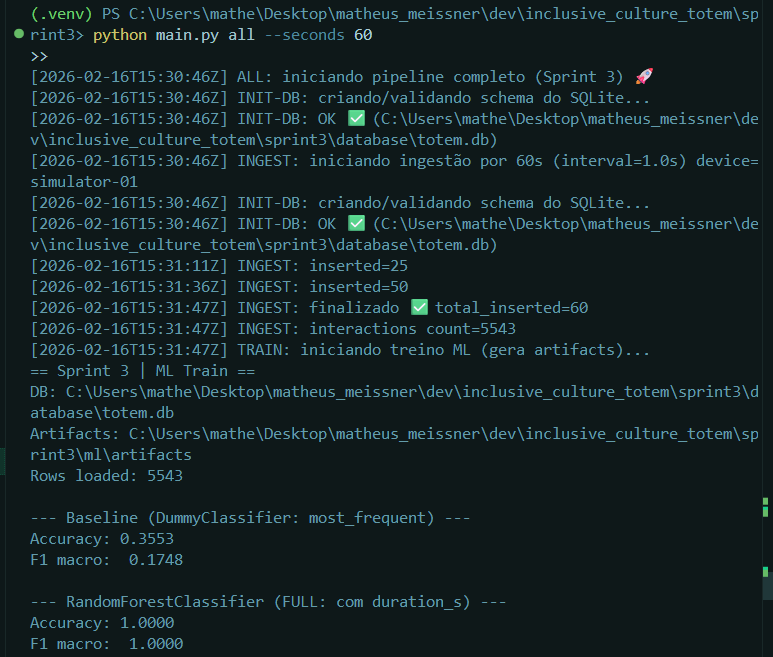 (.venv) PS C:\Users\mathe\Desktop\matheus_meissner\dev\inclusive_culture_totem\sp
rint3> python main.py all --seconds 60
>>
[2026-02-16T15:30:46Z] ALL: iniciando pipeline completo (Sprint 3) 🚀
[2026-02-16T15:30:46Z] INIT-DB: criando/validando schema do SQLite...
[2026-02-16T15:30:46Z] INIT-DB: OK ✅ (C:\Users\mathe\Desktop\matheus_meissner\de
v\inclusive_culture_totem\sprint3\database\totem.db)
[2026-02-16T15:30:46Z] INGEST: iniciando ingestão por 60s (interval=1.0s) device=
simulator-01
[2026-02-16T15:30:46Z] INIT-DB: criando/validando schema do SQLite...
[2026-02-16T15:30:46Z] INIT-DB: OK ✅ (C:\Users\mathe\Desktop\matheus_meissner\de
v\inclusive_culture_totem\sprint3\database\totem.db)
[2026-02-16T15:31:11Z] INGEST: inserted=25
[2026-02-16T15:31:36Z] INGEST: inserted=50
[2026-02-16T15:31:47Z] INGEST: finalizado ✅ total_inserted=60
[2026-02-16T15:31:47Z] INGEST: interactions count=5543
[2026-02-16T15:31:47Z] TRAIN: iniciando treino ML (gera artifacts)...
== Sprint 3 | ML Train ==
DB: C:\Users\mathe\Desktop\matheus_meissner\dev\inclusive_culture_totem\sprint3\d
atabase\totem.db
Artifacts: C:\Users\mathe\Desktop\matheus_meissner\dev\inclusive_culture_totem\sp
rint3\ml\artifacts
Rows loaded: 5543

--- Baseline (DummyClassifier: most_frequent) ---
Accuracy: 0.3553
F1 macro:  0.1748

--- RandomForestClassifier (FULL: com duration_s) ---
Accuracy: 1.0000
F1 macro:  1.0000